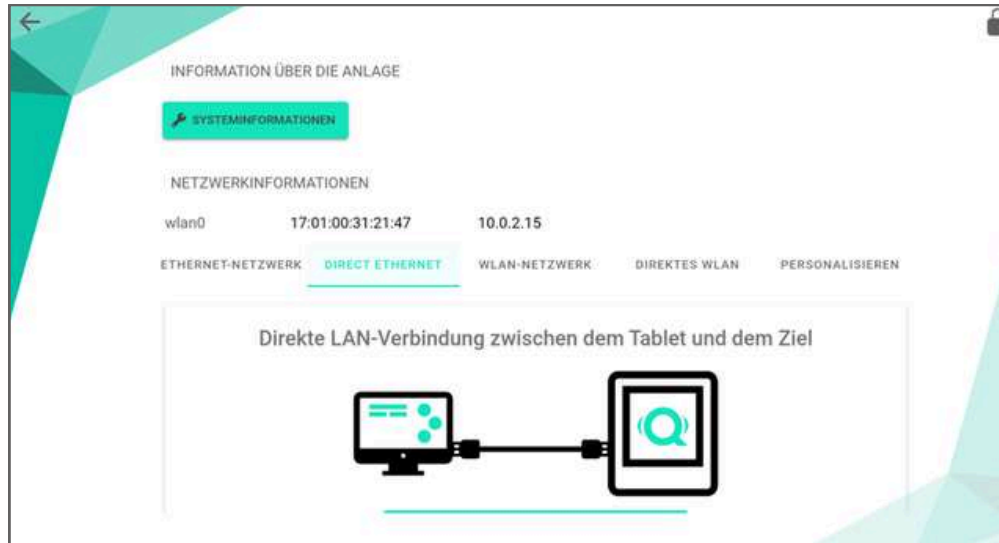 INFORMATION ÜBER DIE ANLAGE
SYSTEMINFORMATIONEN
NETZWERKINFORMATIONEN
wlan0 17:01:00:31:21:47 10.0.2.15
ETHERNET-NETZWERK DIRECT ETHERNET WLAN-NETZWERK DIREKTES WLAN PERSONALISIEREN
Direkte LAN-Verbindung zwischen dem Tablet und dem Ziel